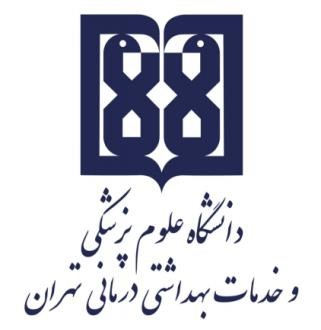 دانشگاه علوم پزشکی
و خدمات بهداشتی درمانی تهران